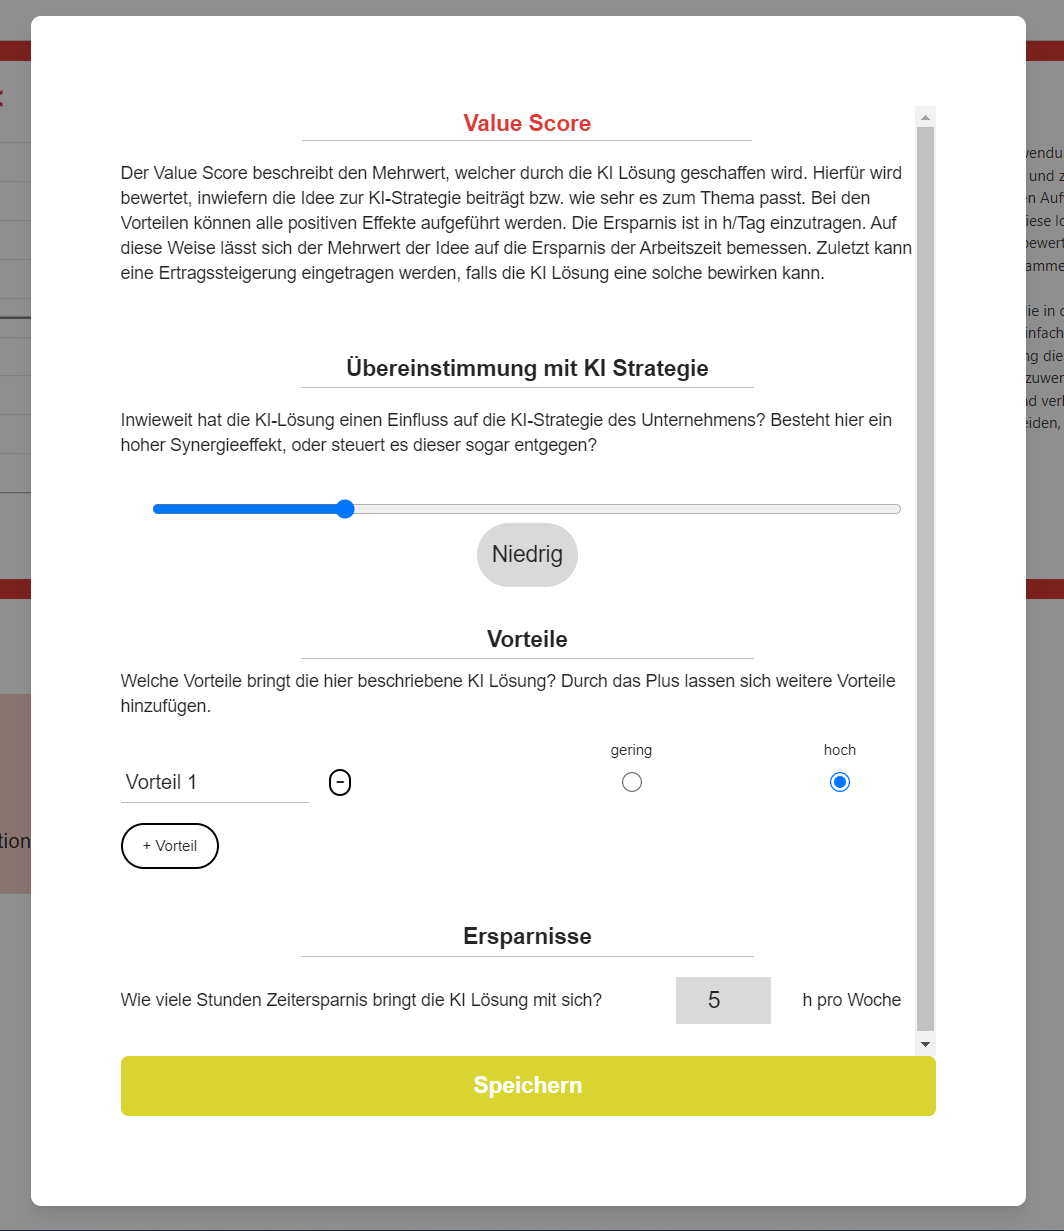 Value Score
Der Value Score beschreibt den Mehrwert, welcher durch die KI Lösung geschaffen wird. Hierfür wird
bewertet, inwiefern die Idee zur KI-Strategie beiträgt bzw. wie sehr es zum Thema passt. Bei den
Vorteilen können alle positiven Effekte aufgeführt werden. Die Ersparnis ist in h/Tag einzutragen. Auf
diese Weise lässt sich der Mehrwert der Idee auf die Ersparnis der Arbeitszeit bemessen. Zuletzt kann
eine Ertragssteigerung eingetragen werden, falls die KI Lösung eine solche bewirken kann.
Übereinstimmung mit KI Strategie
Inwieweit hat die KI-Lösung einen Einfluss auf die KI-Strategie des Unternehmens? Besteht hier ein
hoher Synergieeffekt, oder steuert es dieser sogar entgegen?
Niedrig
Vorteile
Welche Vorteile bringt die hier beschriebene KI Lösung? Durch das Plus lassen sich weitere Vorteile
hinzufügen.
gering hoch
Vorteil 1 -
+ Vorteil
Ersparnisse
Wie viele Stunden Zeitersparnis bringt die KI Lösung mit sich? 5 h pro Woche
Speichern